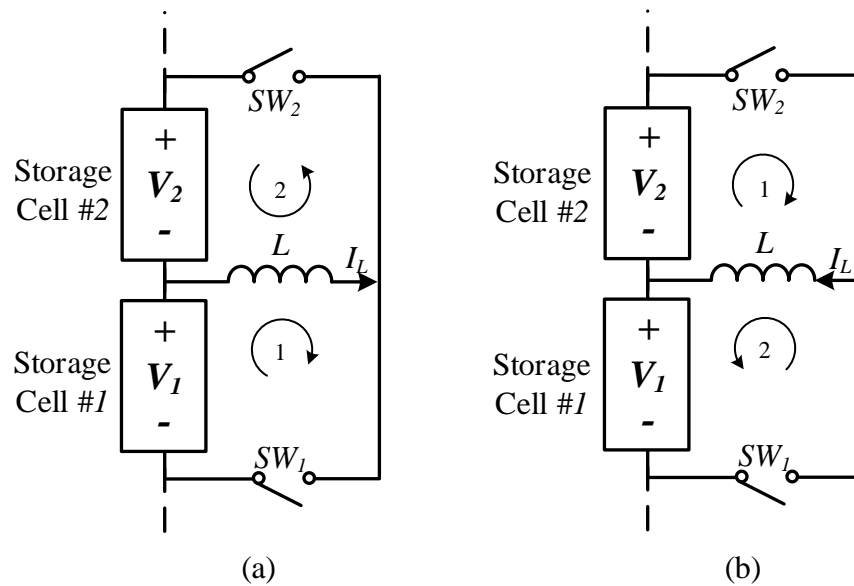 SW2
Storage
Cell #2
+
V2
-
2
L
IL
Storage
Cell #1
+
V1
-
1
SW1
(a)
SW2
Storage
Cell #2
+
V2
-
1
L
IL
Storage
Cell #1
+
V1
-
2
SW1
(b)